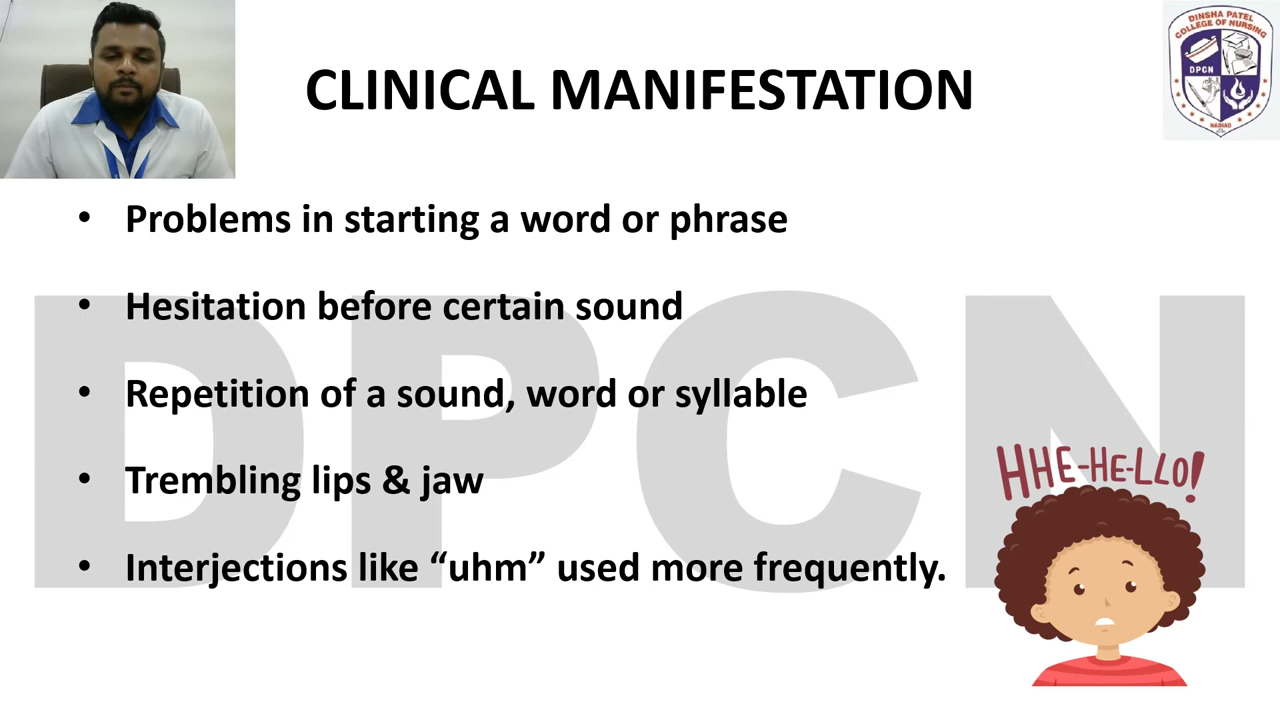 CLINICAL MANIFESTATION
DINSHA PATEL
COLLEGE OF NURSING
DPCN
NADIAD
• Problems in starting a word or phrase
• Hesitation before certain sound
• Repetition of a sound, word or syllable
• Trembling lips & jaw
• Interjections like “uhm” used more frequently.
DPCN
HHE-HE-LLO!